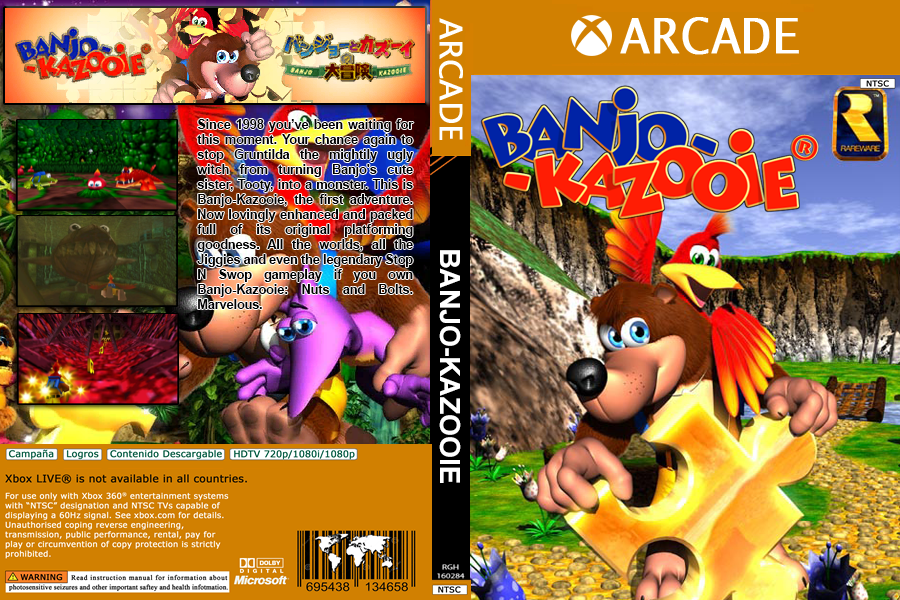 BANJO-
-KAZOOIE®
バンジョーとカズーイ
の
大冒険
BANJO KAZOOIE
Since 1998 you've been waiting for
this moment. Your chance again to
stop Gruntilda the mightily ugly
witch from turning Banjo's cute
sister, Tooty, into a monster. This is
Banjo-Kazooie, the first adventure.
Now lovingly enhanced and packed
full of its original platforming
goodness. All the worlds, all the
Jiggies and even the legendary Stop
N Swop gameplay if you own
Banjo-Kazooie: Nuts and Bolts.
Marvelous.
Campaña Logros Contenido Descargable HDTV 720p/1080i/1080p
Xbox LIVE® is not available in all countries.
For use only with Xbox 360® entertainment systems
with “NTSC” designation and NTSC TVs capable of
displaying a 60Hz signal. See xbox.com for details.
Unauthorised coping reverse engineering,
transmission, public performance, rental, pay for
play or circumvention of copy protection is strictly
prohibited.
WARNING Read instruction manual for information about
photosensitive seizures and other important saftey and health infotmation.
DOLBY
DIGITAL
Microsoft®
695438 134658
ARCADE
BANJO-KAZOOIE
RGH
160284
NTSC
ARCADE
NTSC
R
RAREWARE
™
BANJO-
-KAZOOIE®